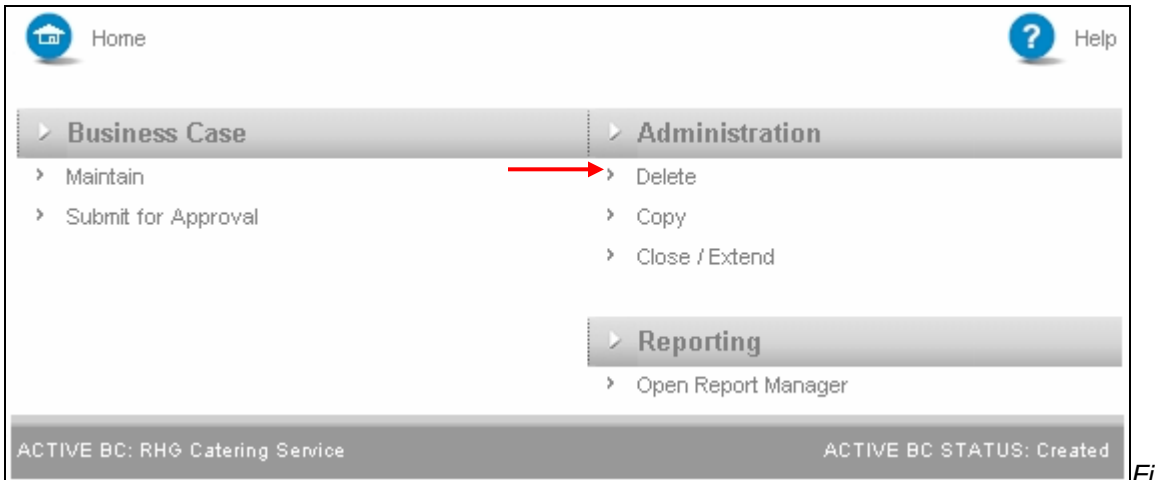 Home
Help
Business Case
Maintain
Submit for Approval
Administration
Delete
Copy
Close / Extend
Reporting
Open Report Manager
ACTIVE BC: RHG Catering Service
ACTIVE BC STATUS: Created
Fi